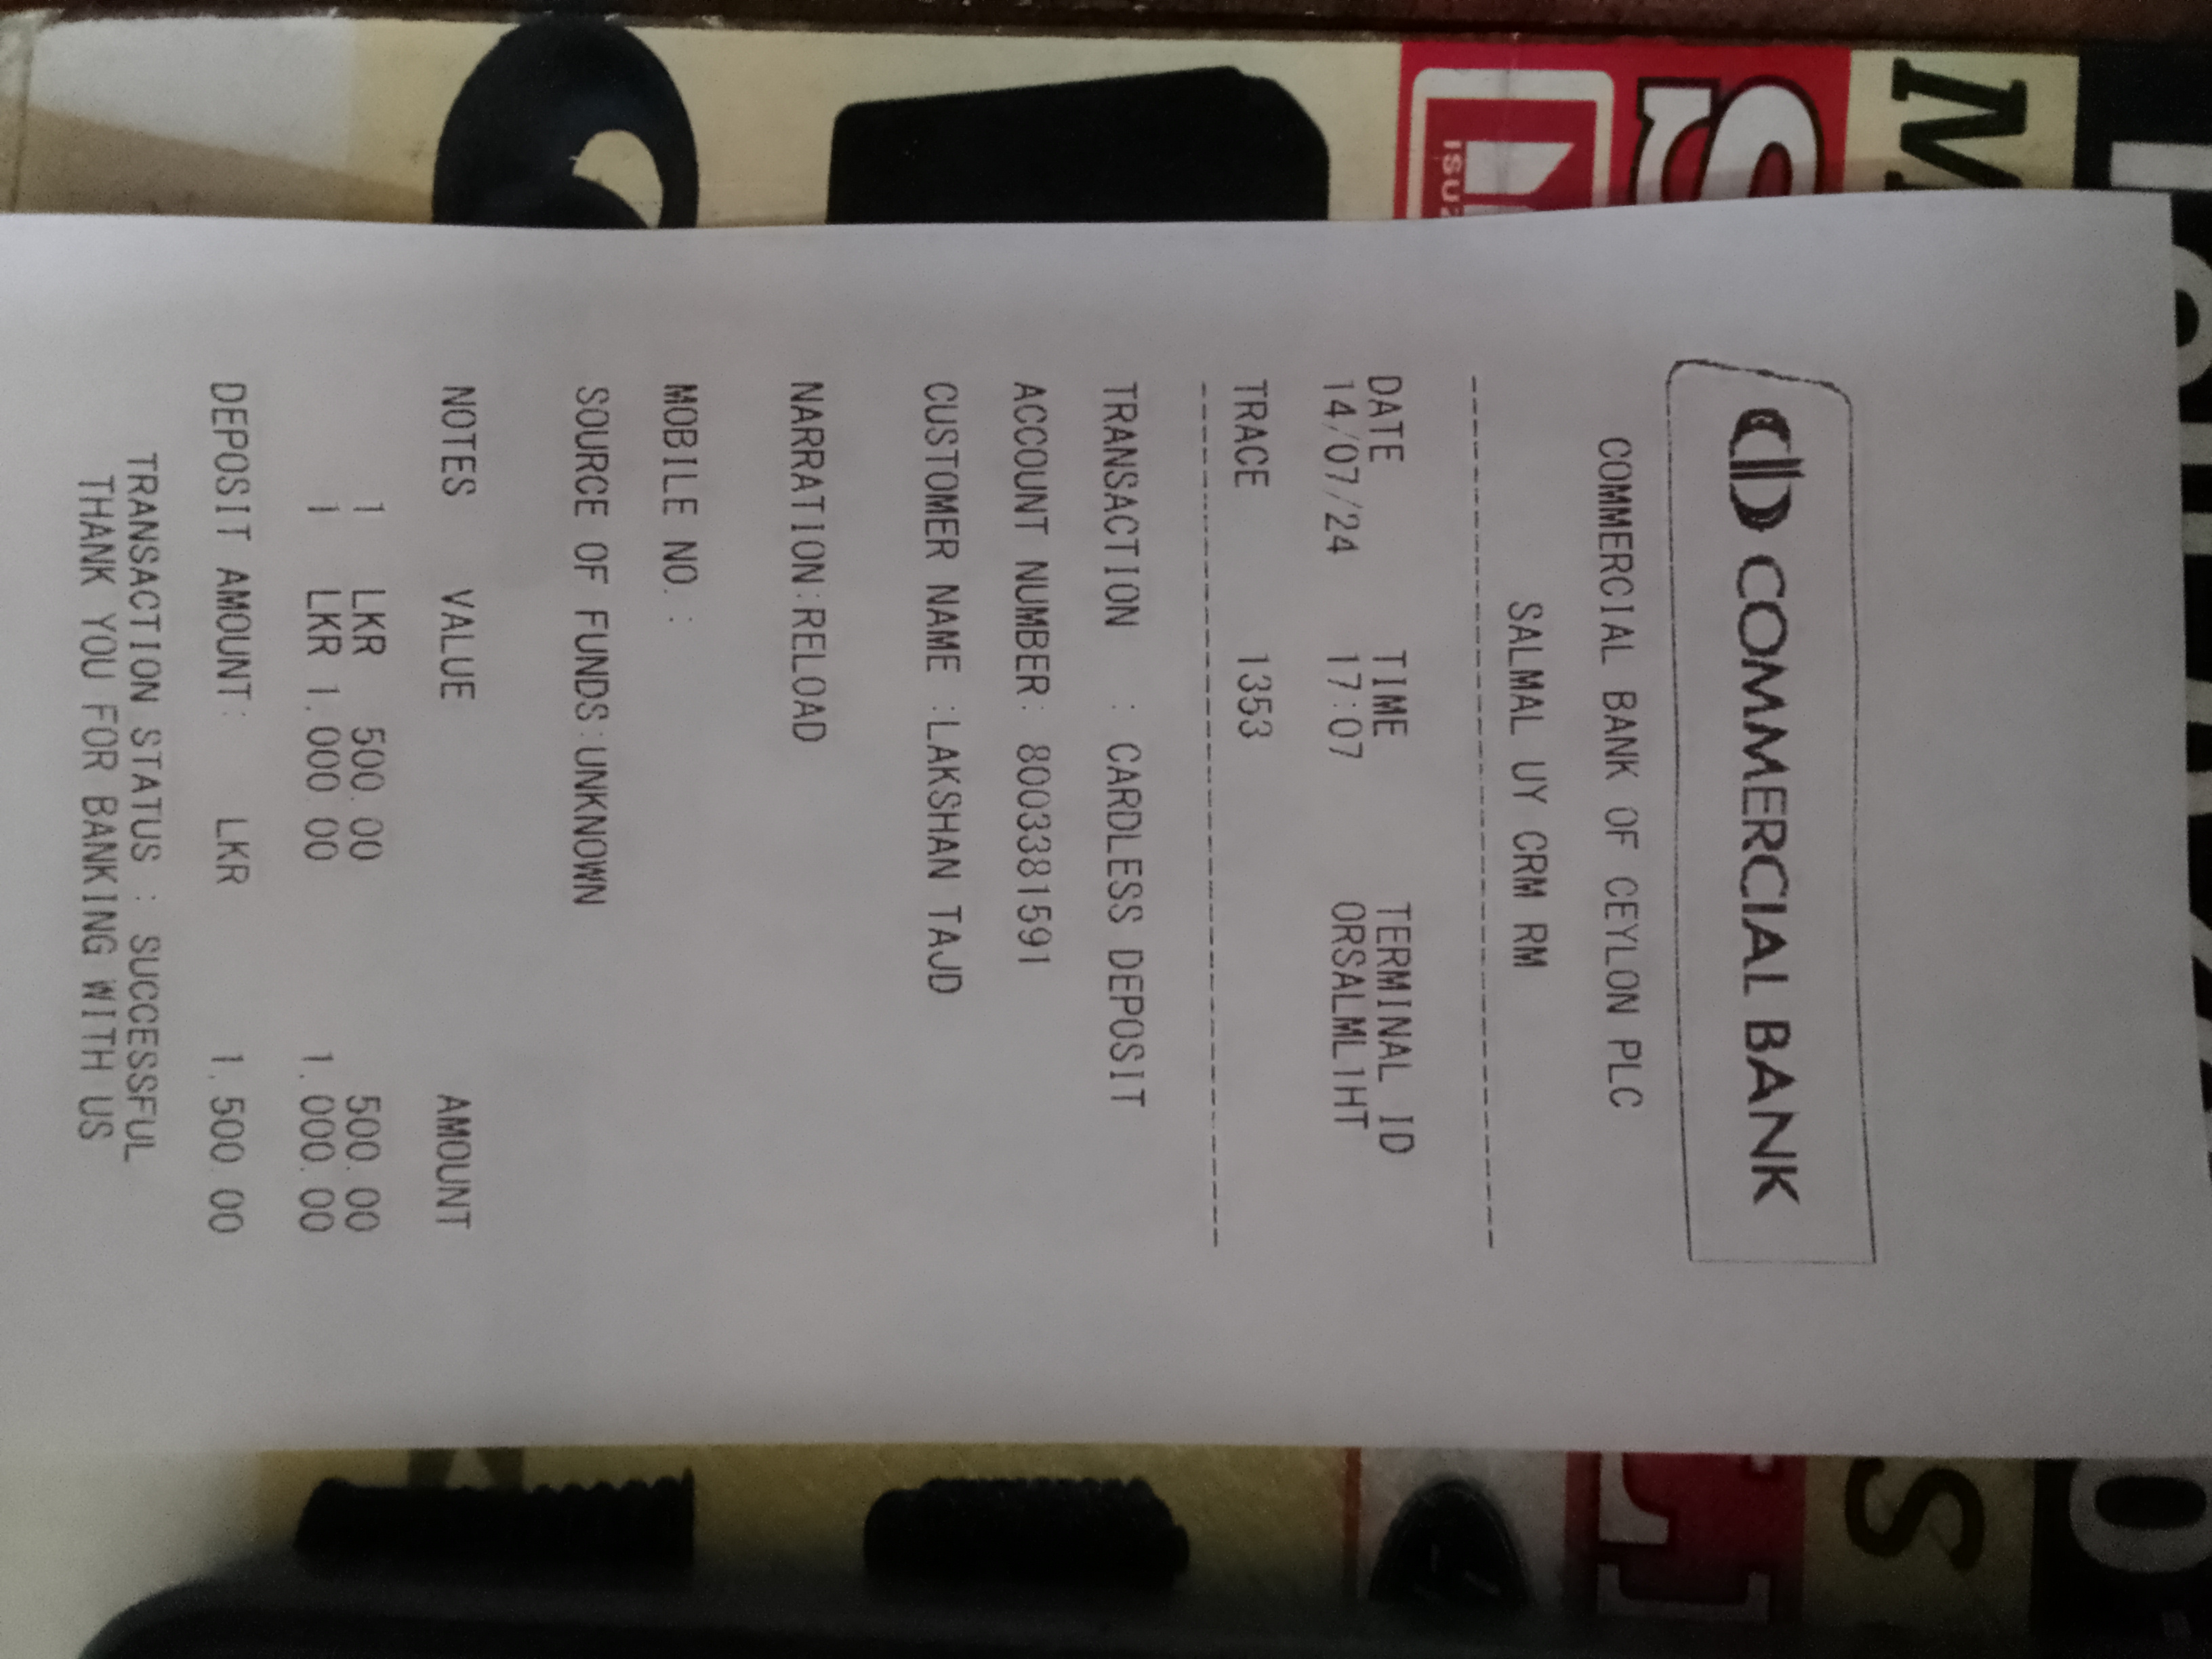 COMMERCIAL BANK
COMMERCIAL BANK OF CEYLON PLC
SALMAL UY CRM RM
DATE TIME TERMINAL ID
14/07/24 17:07 0RSALML1HT
TRACE 1353
TRANSACTION : CARDLESS DEPOSIT
ACCOUNT NUMBER: 8003381591
CUSTOMER NAME :LAKSHAN TAJD
NARRATION:RELOAD
MOBILE NO.:
SOURCE OF FUNDS:UNKNOWN
NOTES VALUE AMOUNT
1 LKR 500.00 500.00
1 LKR 1,000.00 1,000.00
DEPOSIT AMOUNT: LKR 1,500.00
TRANSACTION STATUS : SUCCESSFUL
THANK YOU FOR BANKING WITH US